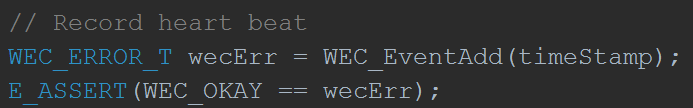 // Record heart beat
WEC_ERROR_T wecErr = WEC_EventAdd(timeStamp);
E_ASSERT(WEC_OKAY == wecErr);